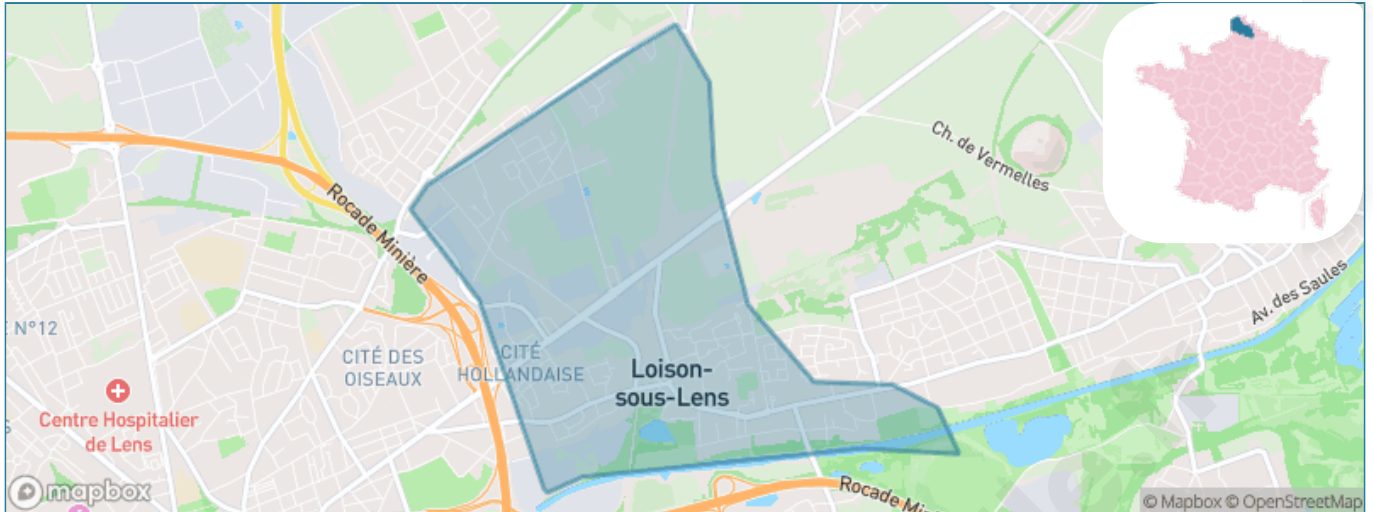 Ch. de Vermelles
Rocade Minière
Av. des Saules
É N°12
CITÉ DES
OISEAUX
CITÉ
HOLLANDAISE
Loison-
sous-Lens
Centre Hospitalier
de Lens
Rocade Mi
mapbox
© Mapbox © OpenStreetMap